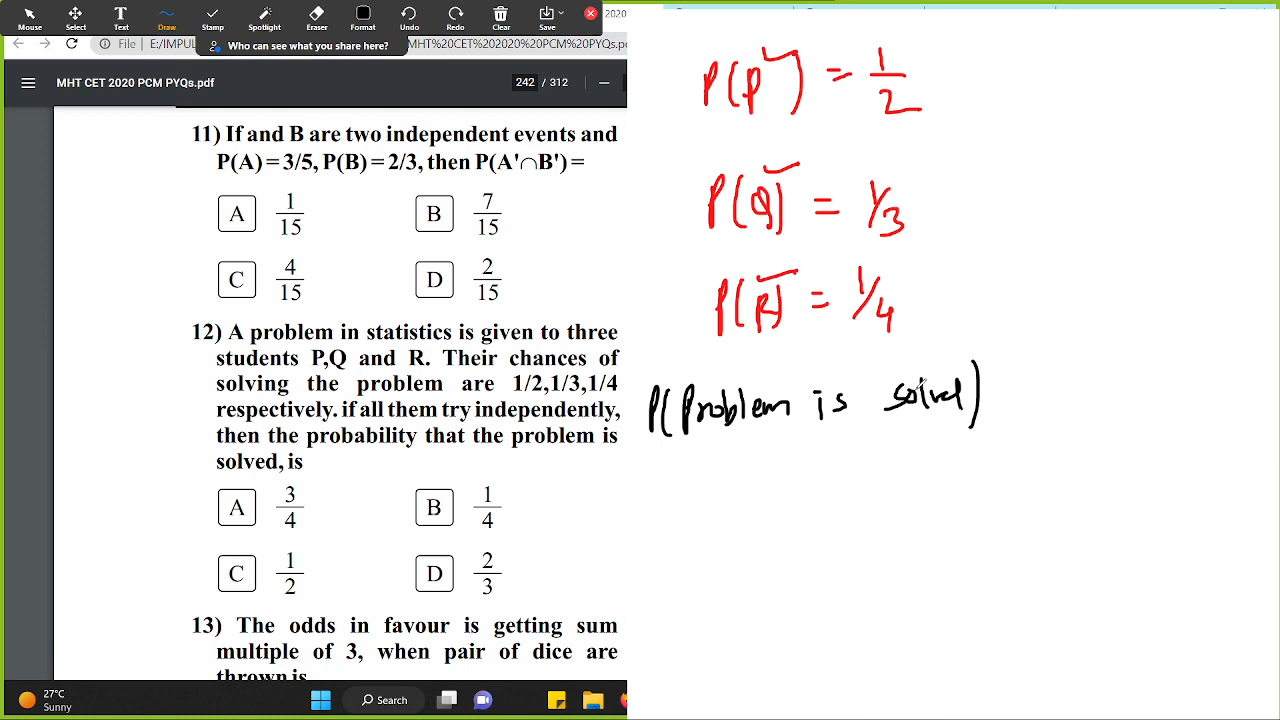 Mouse Select Text Draw Stamp Spotlight Eraser Format Undo Redo Clear Save 2020
Who can see what you share here?
File E:/IMPUL MHT%20CET%202020%20PCM%20PYQs.p
MHT CET 2020 PCM PYQs.pdf 242 / 312
11) If and B are two independent events and
P(A) = 3/5, P(B) = 2/3, then P(A'∩B') =
A 1/15 B 7/15
C 4/15 D 2/15
12) A problem in statistics is given to three
students P,Q and R. Their chances of
solving the problem are 1/2,1/3,1/4
respectively. if all them try independently,
then the probability that the problem is
solved, is
A 3/4 B 1/4
C 1/2 D 2/3
13) The odds in favour is getting sum
multiple of 3, when pair of dice are
thrown is
P(P) = 1/2
P(Q) = 1/3
P(R) = 1/4
P(Problem is solved)
27°C
Sunny
Search